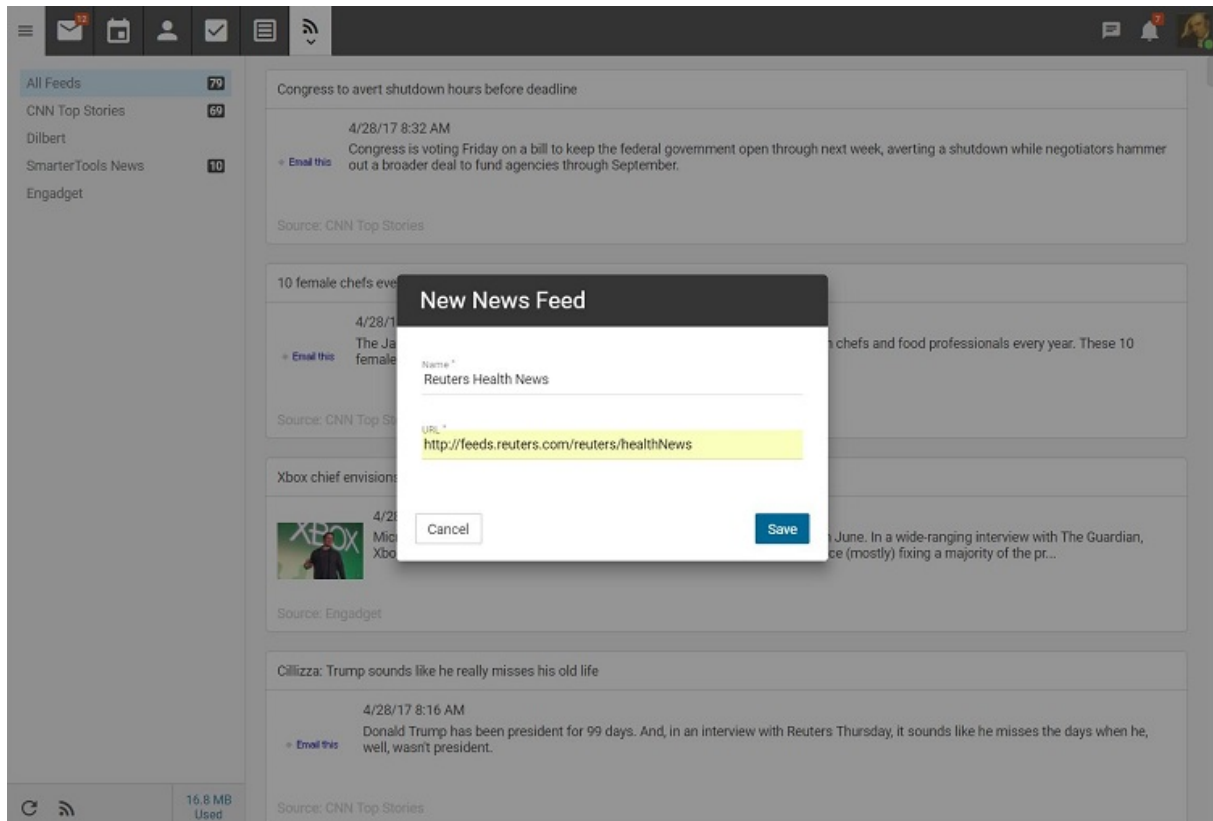 12
7
All Feeds 79
CNN Top Stories 69
Dilbert
SmarterTools News 10
Engadget
16.8 MB
Used
Congress to avert shutdown hours before deadline
4/28/17 8:32 AM
Email this
Congress is voting Friday on a bill to keep the federal government open through next week, averting a shutdown while negotiators hammer
out a broader deal to fund agencies through September.
Source: CNN Top Stories
10 female chefs eve
4/28/1
Email this
The Ja
n chefs and food professionals every year. These 10
female
Source: CNN Top St
New News Feed
Name *
Reuters Health News
URL *
http://feeds.reuters.com/reuters/healthNews
Cancel
Save
Xbox chief envisions
XBOX
4/28
Mic
n June. In a wide-ranging interview with The Guardian,
Xbo
ce (mostly) fixing a majority of the pr...
Source: Engadget
Cillizza: Trump sounds like he really misses his old life
4/28/17 8:16 AM
Email this
Donald Trump has been president for 99 days. And, in an interview with Reuters Thursday, it sounds like he misses the days when he,
well, wasn't president.
Source: CNN Top Stories